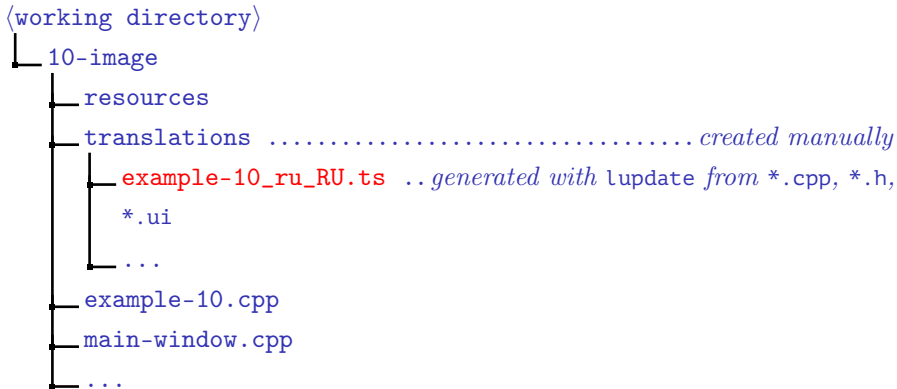 ⟨working directory⟩
10-image
resources
translations ................................... created manually
example-10_ru_RU.ts .. generated with lupdate from *.cpp, *.h,
*.ui
...
example-10.cpp
main-window.cpp
...